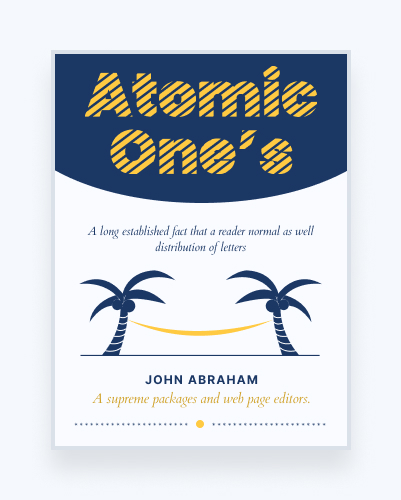 Atomic
One's
A long established fact that a reader normal as well
distribution of letters
JOHN ABRAHAM
A supreme packages and web page editors.